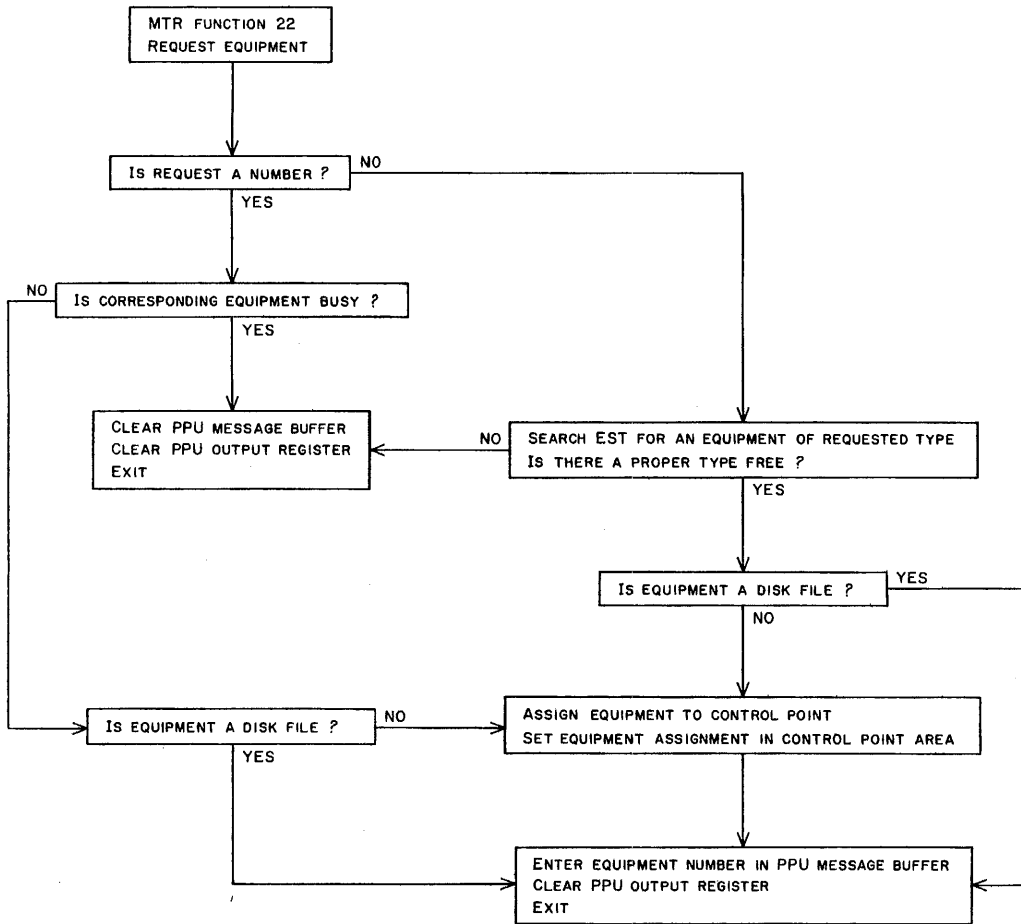 MTR FUNCTION 22
REQUEST EQUIPMENT
IS REQUEST A NUMBER ?
NO
YES
NO
IS CORRESPONDING EQUIPMENT BUSY ?
YES
CLEAR PPU MESSAGE BUFFER
CLEAR PPU OUTPUT REGISTER
EXIT
NO
SEARCH EST FOR AN EQUIPMENT OF REQUESTED TYPE
IS THERE A PROPER TYPE FREE ?
YES
IS EQUIPMENT A DISK FILE ?
YES
NO
IS EQUIPMENT A DISK FILE ?
NO
YES
ASSIGN EQUIPMENT TO CONTROL POINT
SET EQUIPMENT ASSIGNMENT IN CONTROL POINT AREA
ENTER EQUIPMENT NUMBER IN PPU MESSAGE BUFFER
CLEAR PPU OUTPUT REGISTER
EXIT